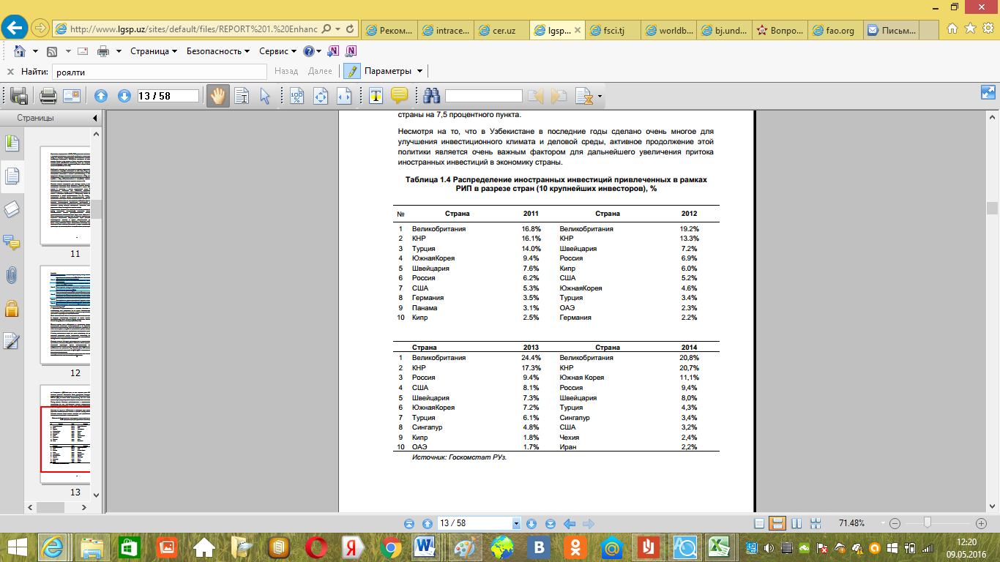 http://www.lgsp.uz/sites/default/files/REPORT%201.%20Enhanc
Реком...
intrace...
cer.uz
lgsp...
fsci.tj
worldb...
bj.und...
Вопро...
fao.org
Письм...
Страница
Безопасность
Сервис
Найти: роялти
Назад Далее
Параметры
13 / 58
Страницы
11
12
13
страны на 7,5 процентного пункта.
Несмотря на то, что в Узбекистане в последние годы сделано очень многое для
улучшения инвестиционного климата и деловой среды, активное продолжение этой
политики является очень важным фактором для дальнейшего увеличения притока
иностранных инвестиций в экономику страны.
Таблица 1.4 Распределение иностранных инвестиций привлеченных в рамках
РИП в разрезе стран (10 крупнейших инвесторов), %
№ Страна 2011 Страна 2012
1 Великобритания 16.8% Великобритания 19.2%
2 КНР 16.1% КНР 13.3%
3 Турция 14.0% Швейцария 7.2%
4 ЮжнаяКорея 9.4% Россия 6.9%
5 Швейцария 7.6% Кипр 6.0%
6 Россия 6.2% США 5.2%
7 США 5.3% ЮжнаяКорея 4.6%
8 Германия 3.5% Турция 3.4%
9 Панама 3.1% ОАЭ 2.3%
10 Кипр 2.5% Германия 2.2%
Страна 2013 Страна 2014
1 Великобритания 24.4% Великобритания 20,8%
2 КНР 17.3% КНР 20,7%
3 Россия 9.4% Южная Корея 11,1%
4 США 8.1% Россия 9,4%
5 Швейцария 7.3% Швейцария 8,0%
6 ЮжнаяКорея 7.2% Турция 4,3%
7 Турция 6.1% Сингапур 3,4%
8 Сингапур 4.8% США 3,2%
9 Кипр 1.8% Чехия 2,4%
10 ОАЭ 1.7% Иран 2,2%
Источник: Госкомстат РУз.
13 / 58
71.48%
12:20
09.05.2016